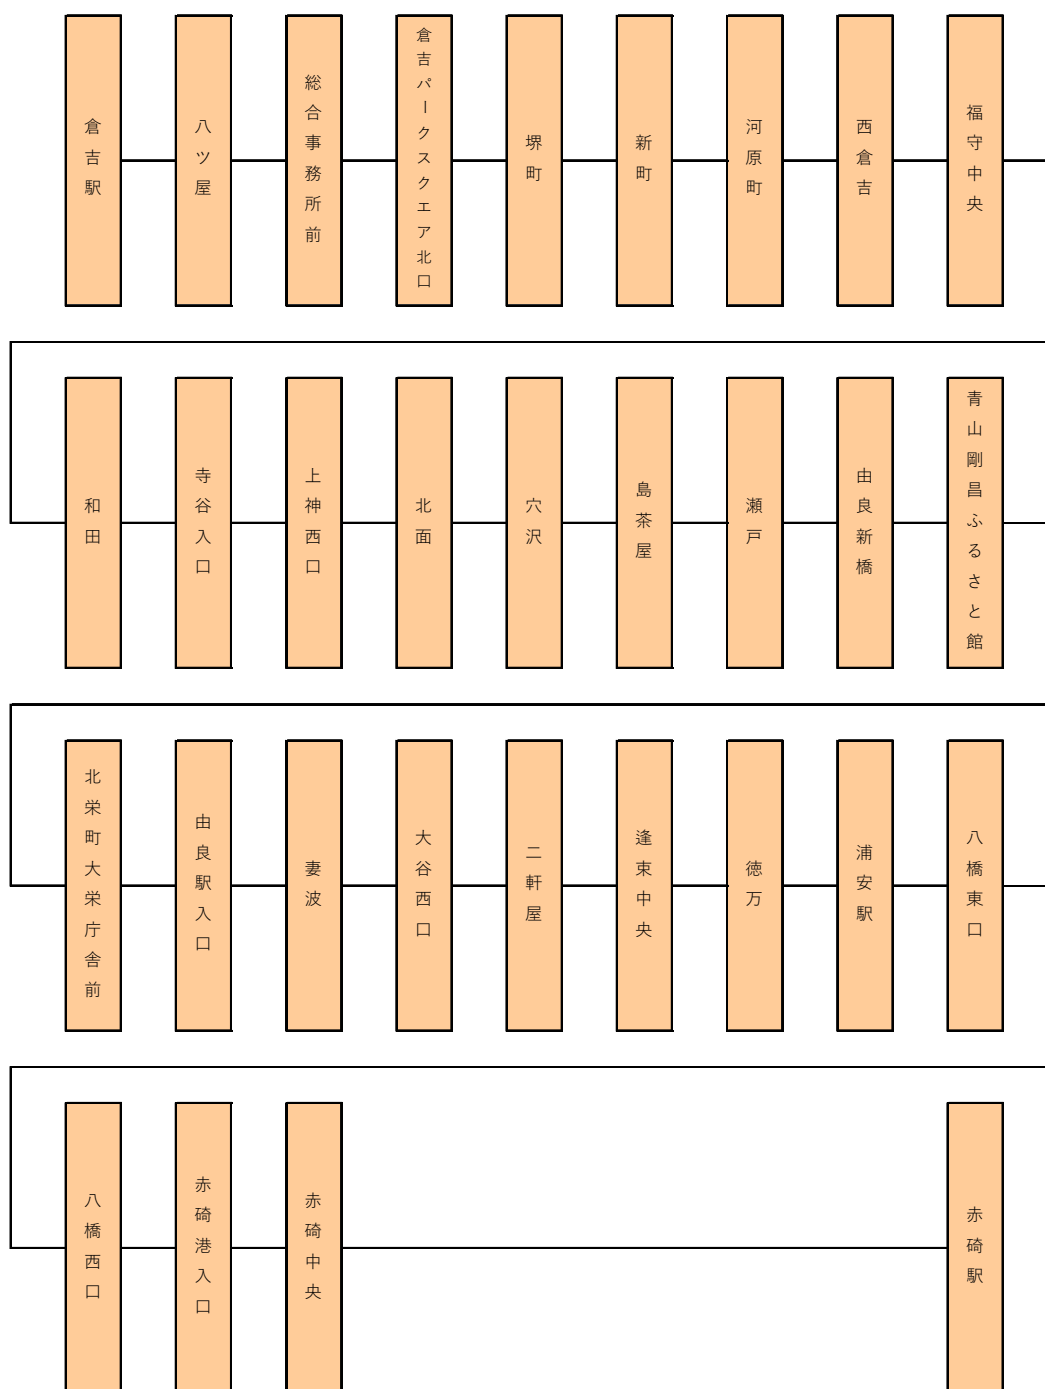 倉吉駅
八ツ屋
総合事務所前
倉吉パークスクエア北口
堺町
新町
河原町
西倉吉
福守中央
和田
寺谷入口
上神西口
北面
穴沢
島茶屋
瀬戸
由良新橋
青山剛昌ふるさと館
北栄町大栄庁舎前
由良駅入口
妻波
大谷西口
二軒屋
逢束中央
徳万
浦安駅
八橋東口
八橋西口
赤碕港入口
赤碕中央
赤碕駅